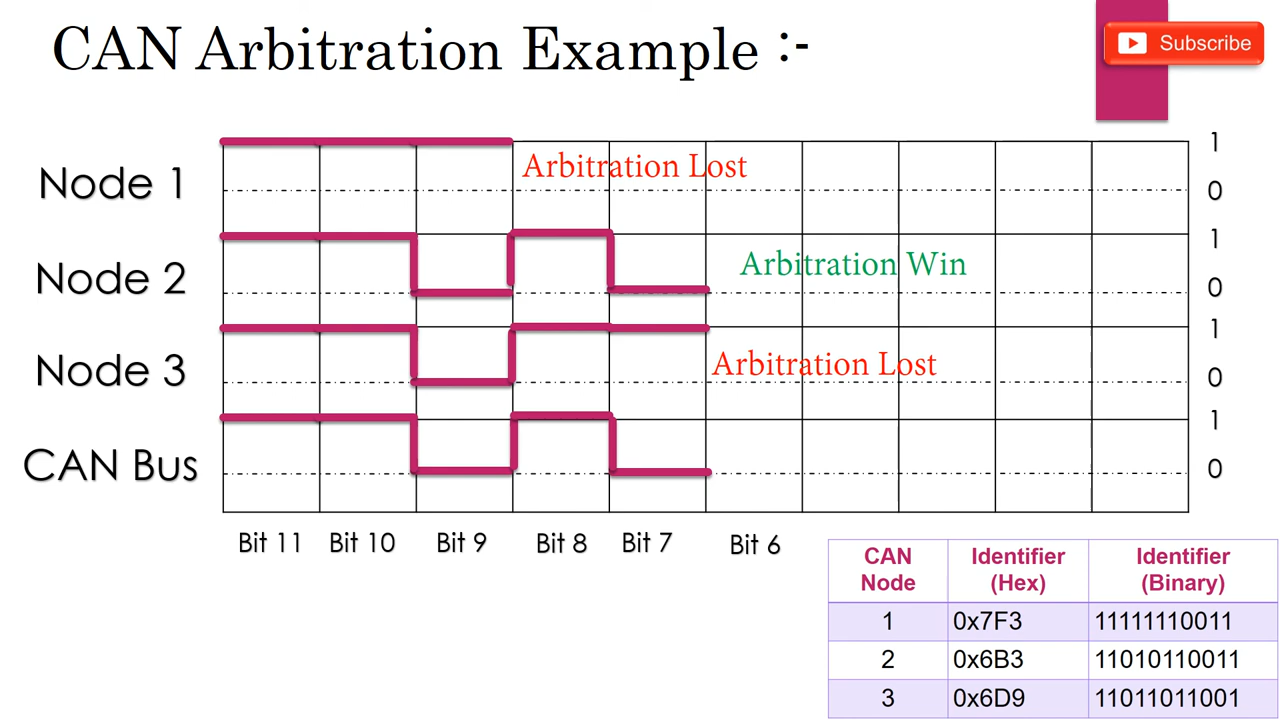 CAN Arbitration Example :-
Subscribe
Node 1
Arbitration Lost
1
0
Node 2
Arbitration Win
1
0
Node 3
Arbitration Lost
1
0
CAN Bus
1
0
Bit 11 Bit 10 Bit 9 Bit 8 Bit 7 Bit 6
CAN Node Identifier (Hex) Identifier (Binary)
1 0x7F3 11111110011
2 0x6B3 11010110011
3 0x6D9 11011011001